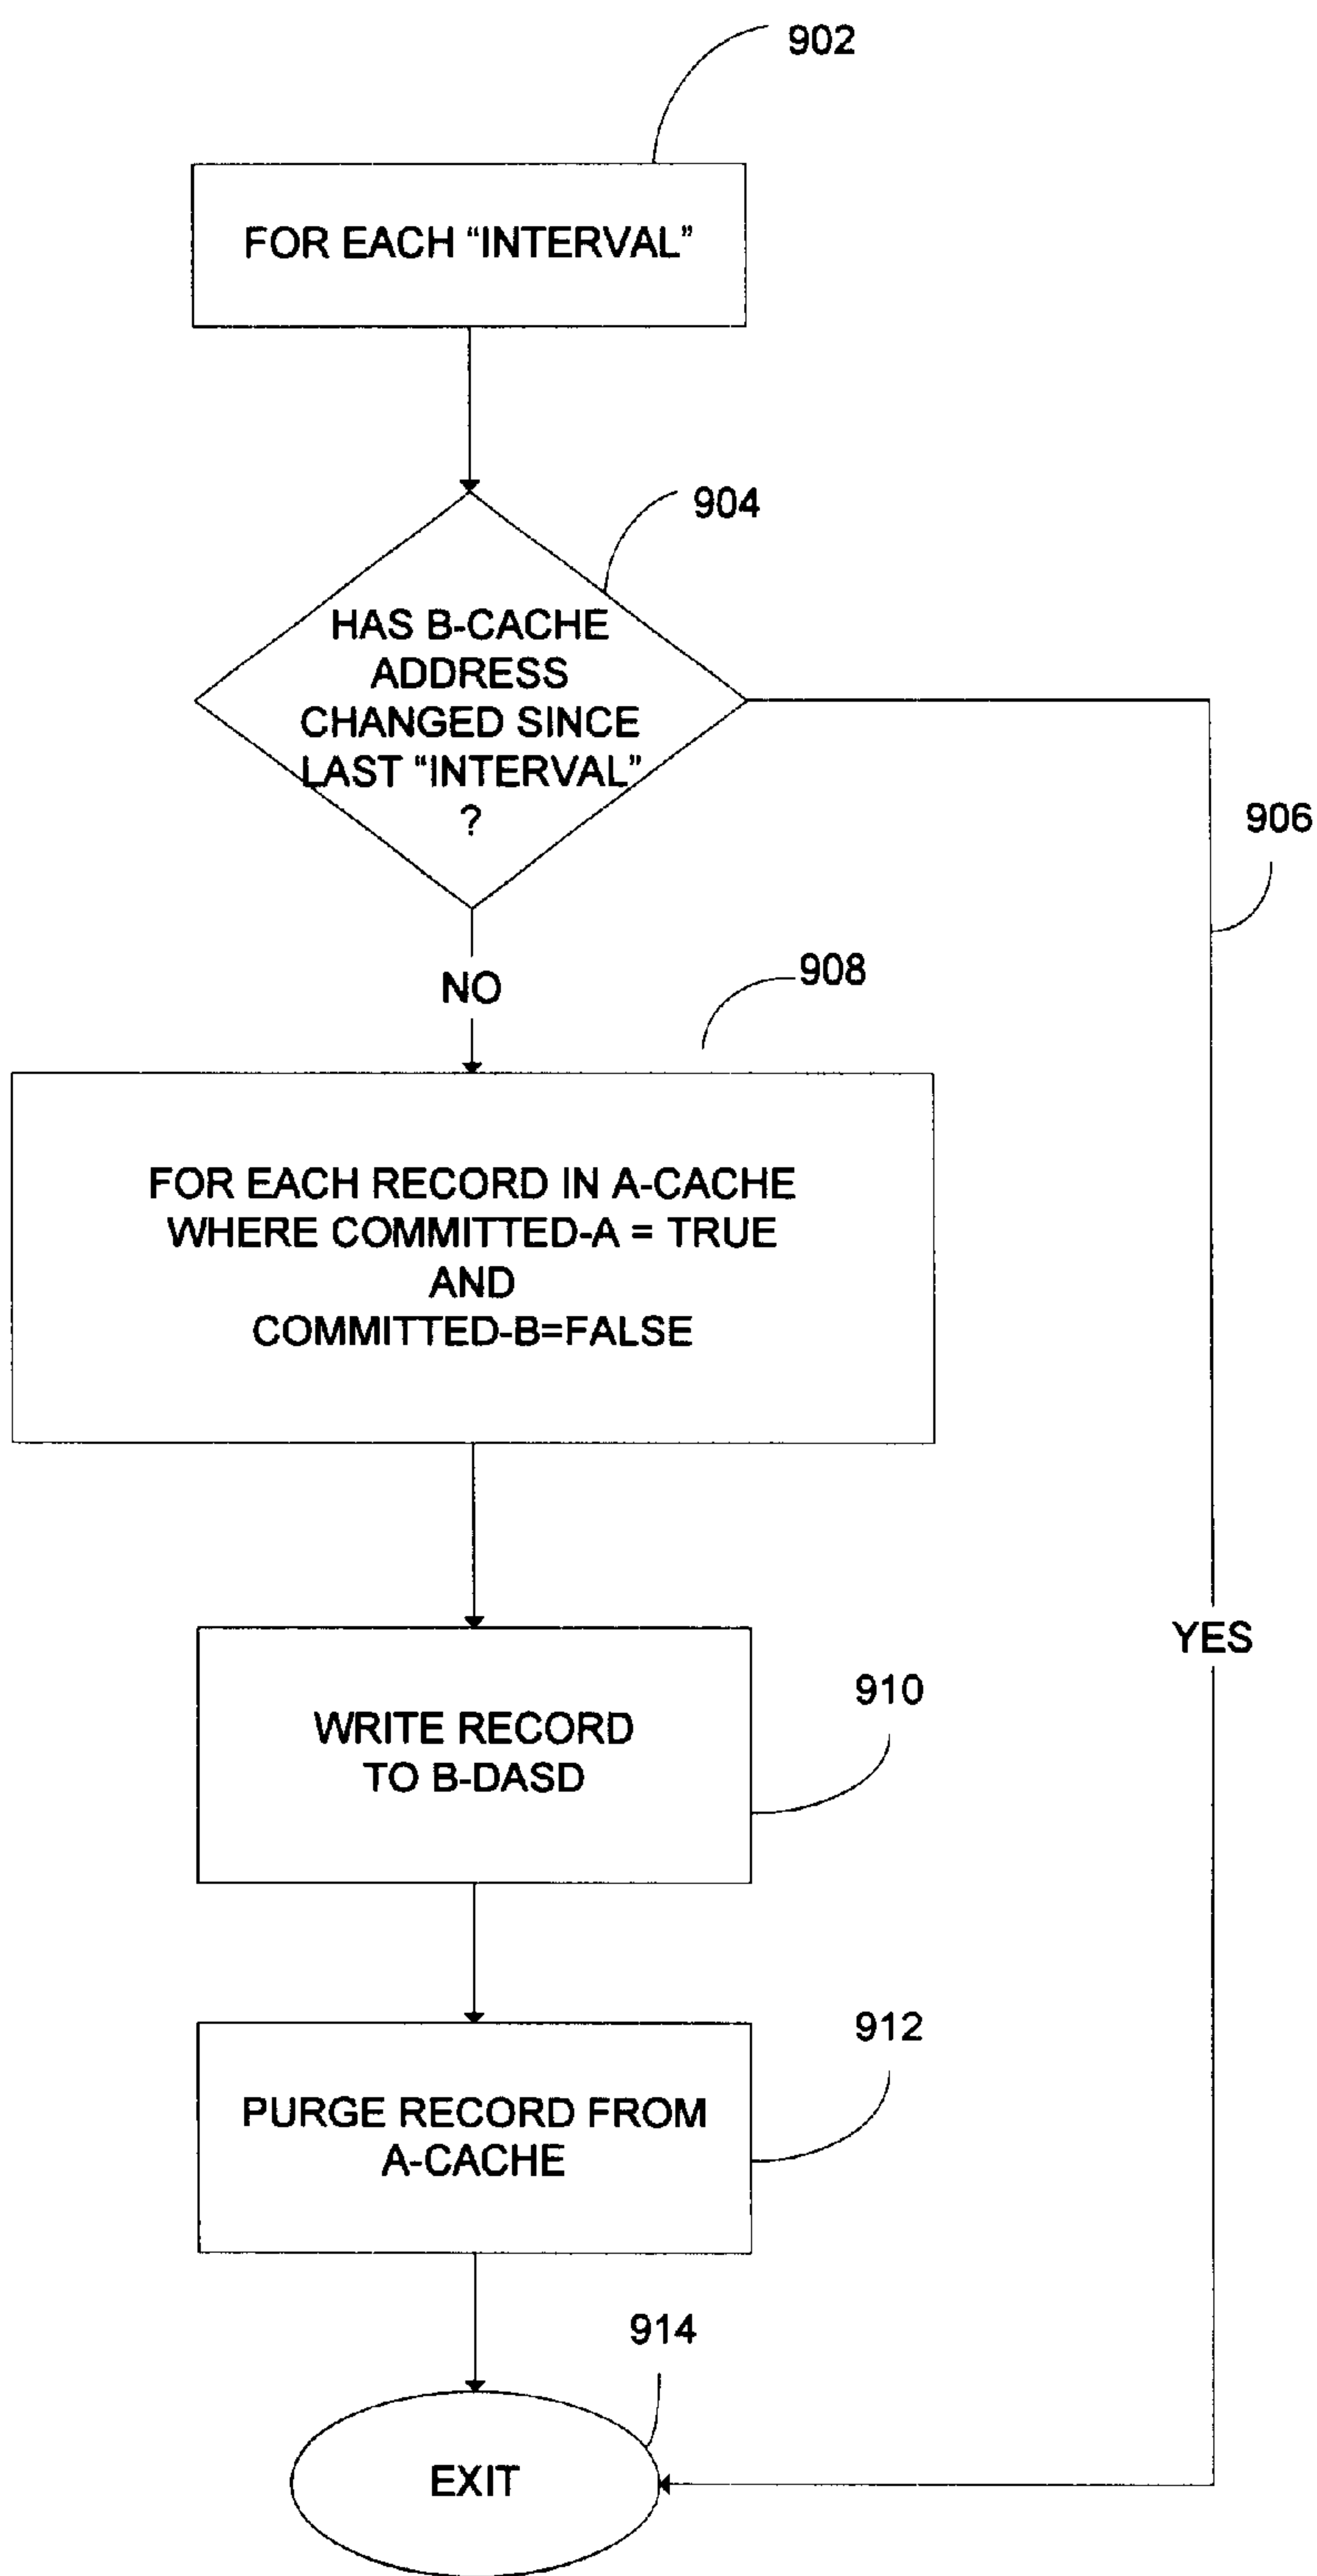 902
FOR EACH “INTERVAL”
904
HAS B-CACHE
ADDRESS
CHANGED SINCE
LAST “INTERVAL”
?
906
NO
908
FOR EACH RECORD IN A-CACHE
WHERE COMMITTED-A = TRUE
AND
COMMITTED-B=FALSE
YES
910
WRITE RECORD
TO B-DASD
912
PURGE RECORD FROM
A-CACHE
914
EXIT